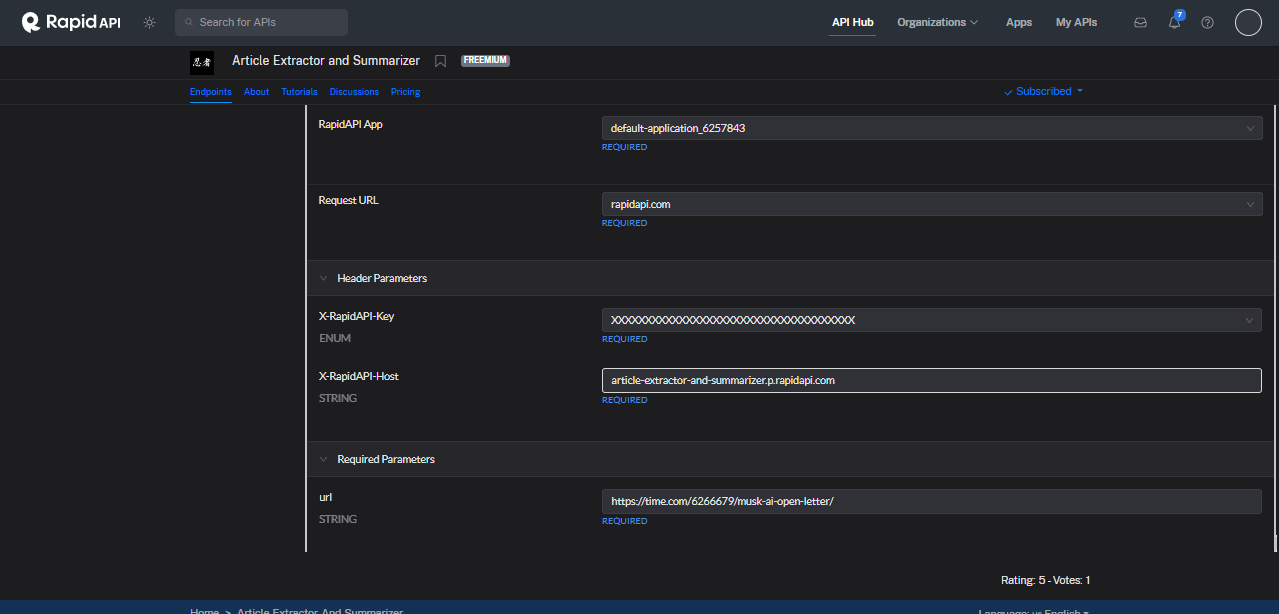 Rapid API
Search for APIs
API Hub
Organizations
Apps
My APIs
7
忍者
Article Extractor and Summarizer
FREEMIUM
Endpoints
About
Tutorials
Discussions
Pricing
Subscribed
RapidAPI App
default-application_6257843
REQUIRED
Request URL
rapidapi.com
REQUIRED
Header Parameters
X-RapidAPI-Key
XXXXXXXXXXXXXXXXXXXXXXXXXXXXXXXXXXXX
ENUM
REQUIRED
X-RapidAPI-Host
article-extractor-and-summarizer.p.rapidapi.com
STRING
REQUIRED
Required Parameters
url
https://time.com/6266679/musk-ai-open-letter/
STRING
REQUIRED
Rating: 5 - Votes: 1
Home > Article Extractor And Summarizer
Language: us English